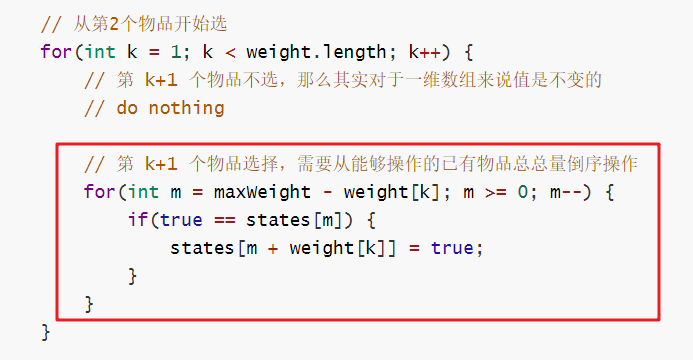 // 从第2个物品开始选
for(int k = 1; k < weight.length; k++) {
// 第 k+1 个物品不选，那么其实对于一维数组来说值是不变的
// do nothing
// 第 k+1 个物品选择，需要从能够操作的已有物品总总量倒序操作
for(int m = maxWeight - weight[k]; m >= 0; m--) {
if(true == states[m]) {
states[m + weight[k]] = true;
}
}
}